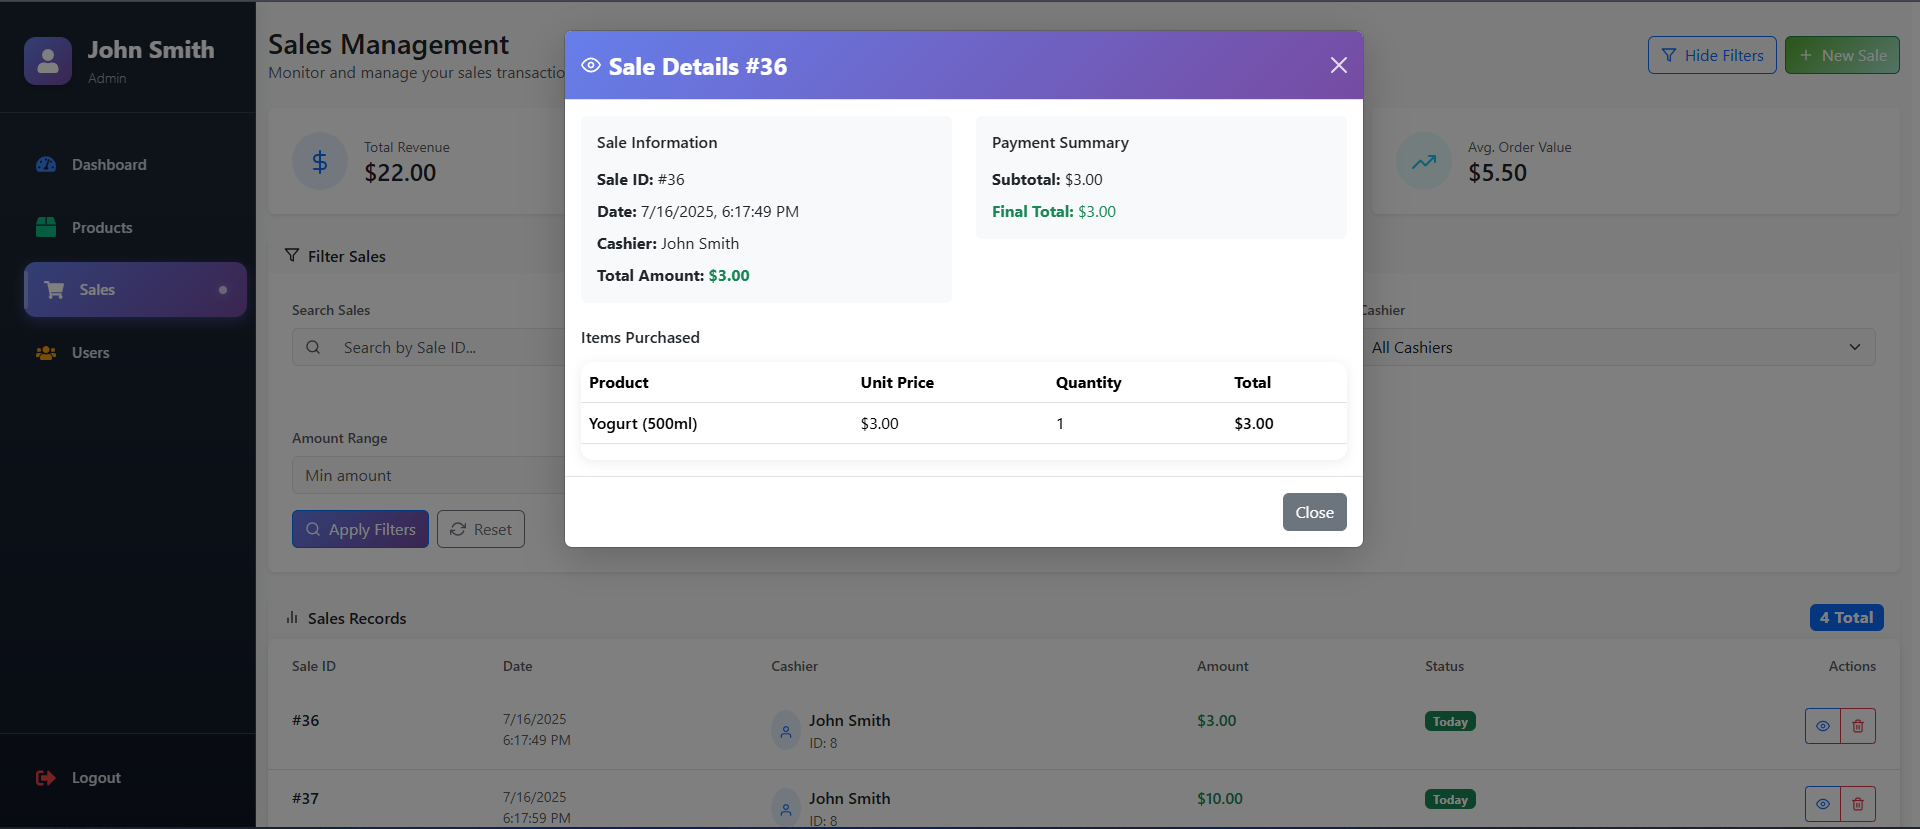 John Smith
Admin
Dashboard
Products
Sales
Users
Logout
Sales Management
Monitor and manage your sales
Hide Filters
New Sale
Total Revenue
$22.00
Avg. Order Value
$5.50
Filter Sales
Search Sales
Search by Sale ID...
Cashier
All Cashiers
Amount Range
Min amount
Apply Filters
Reset
Sale Details #36
Sale Information
Sale ID: #36
Date: 7/16/2025, 6:17:49 PM
Cashier: John Smith
Total Amount: $3.00
Payment Summary
Subtotal: $3.00
Final Total: $3.00
Items Purchased
Product Unit Price Quantity Total
Yogurt (500ml) $3.00 1 $3.00
Close
Sales Records
4 Total
Sale ID Date Cashier Amount Status Actions
#36 7/16/2025 John Smith $3.00 Today
6:17:49 PM ID: 8
#37 7/16/2025 John Smith $10.00 Today
6:17:59 PM ID: 8